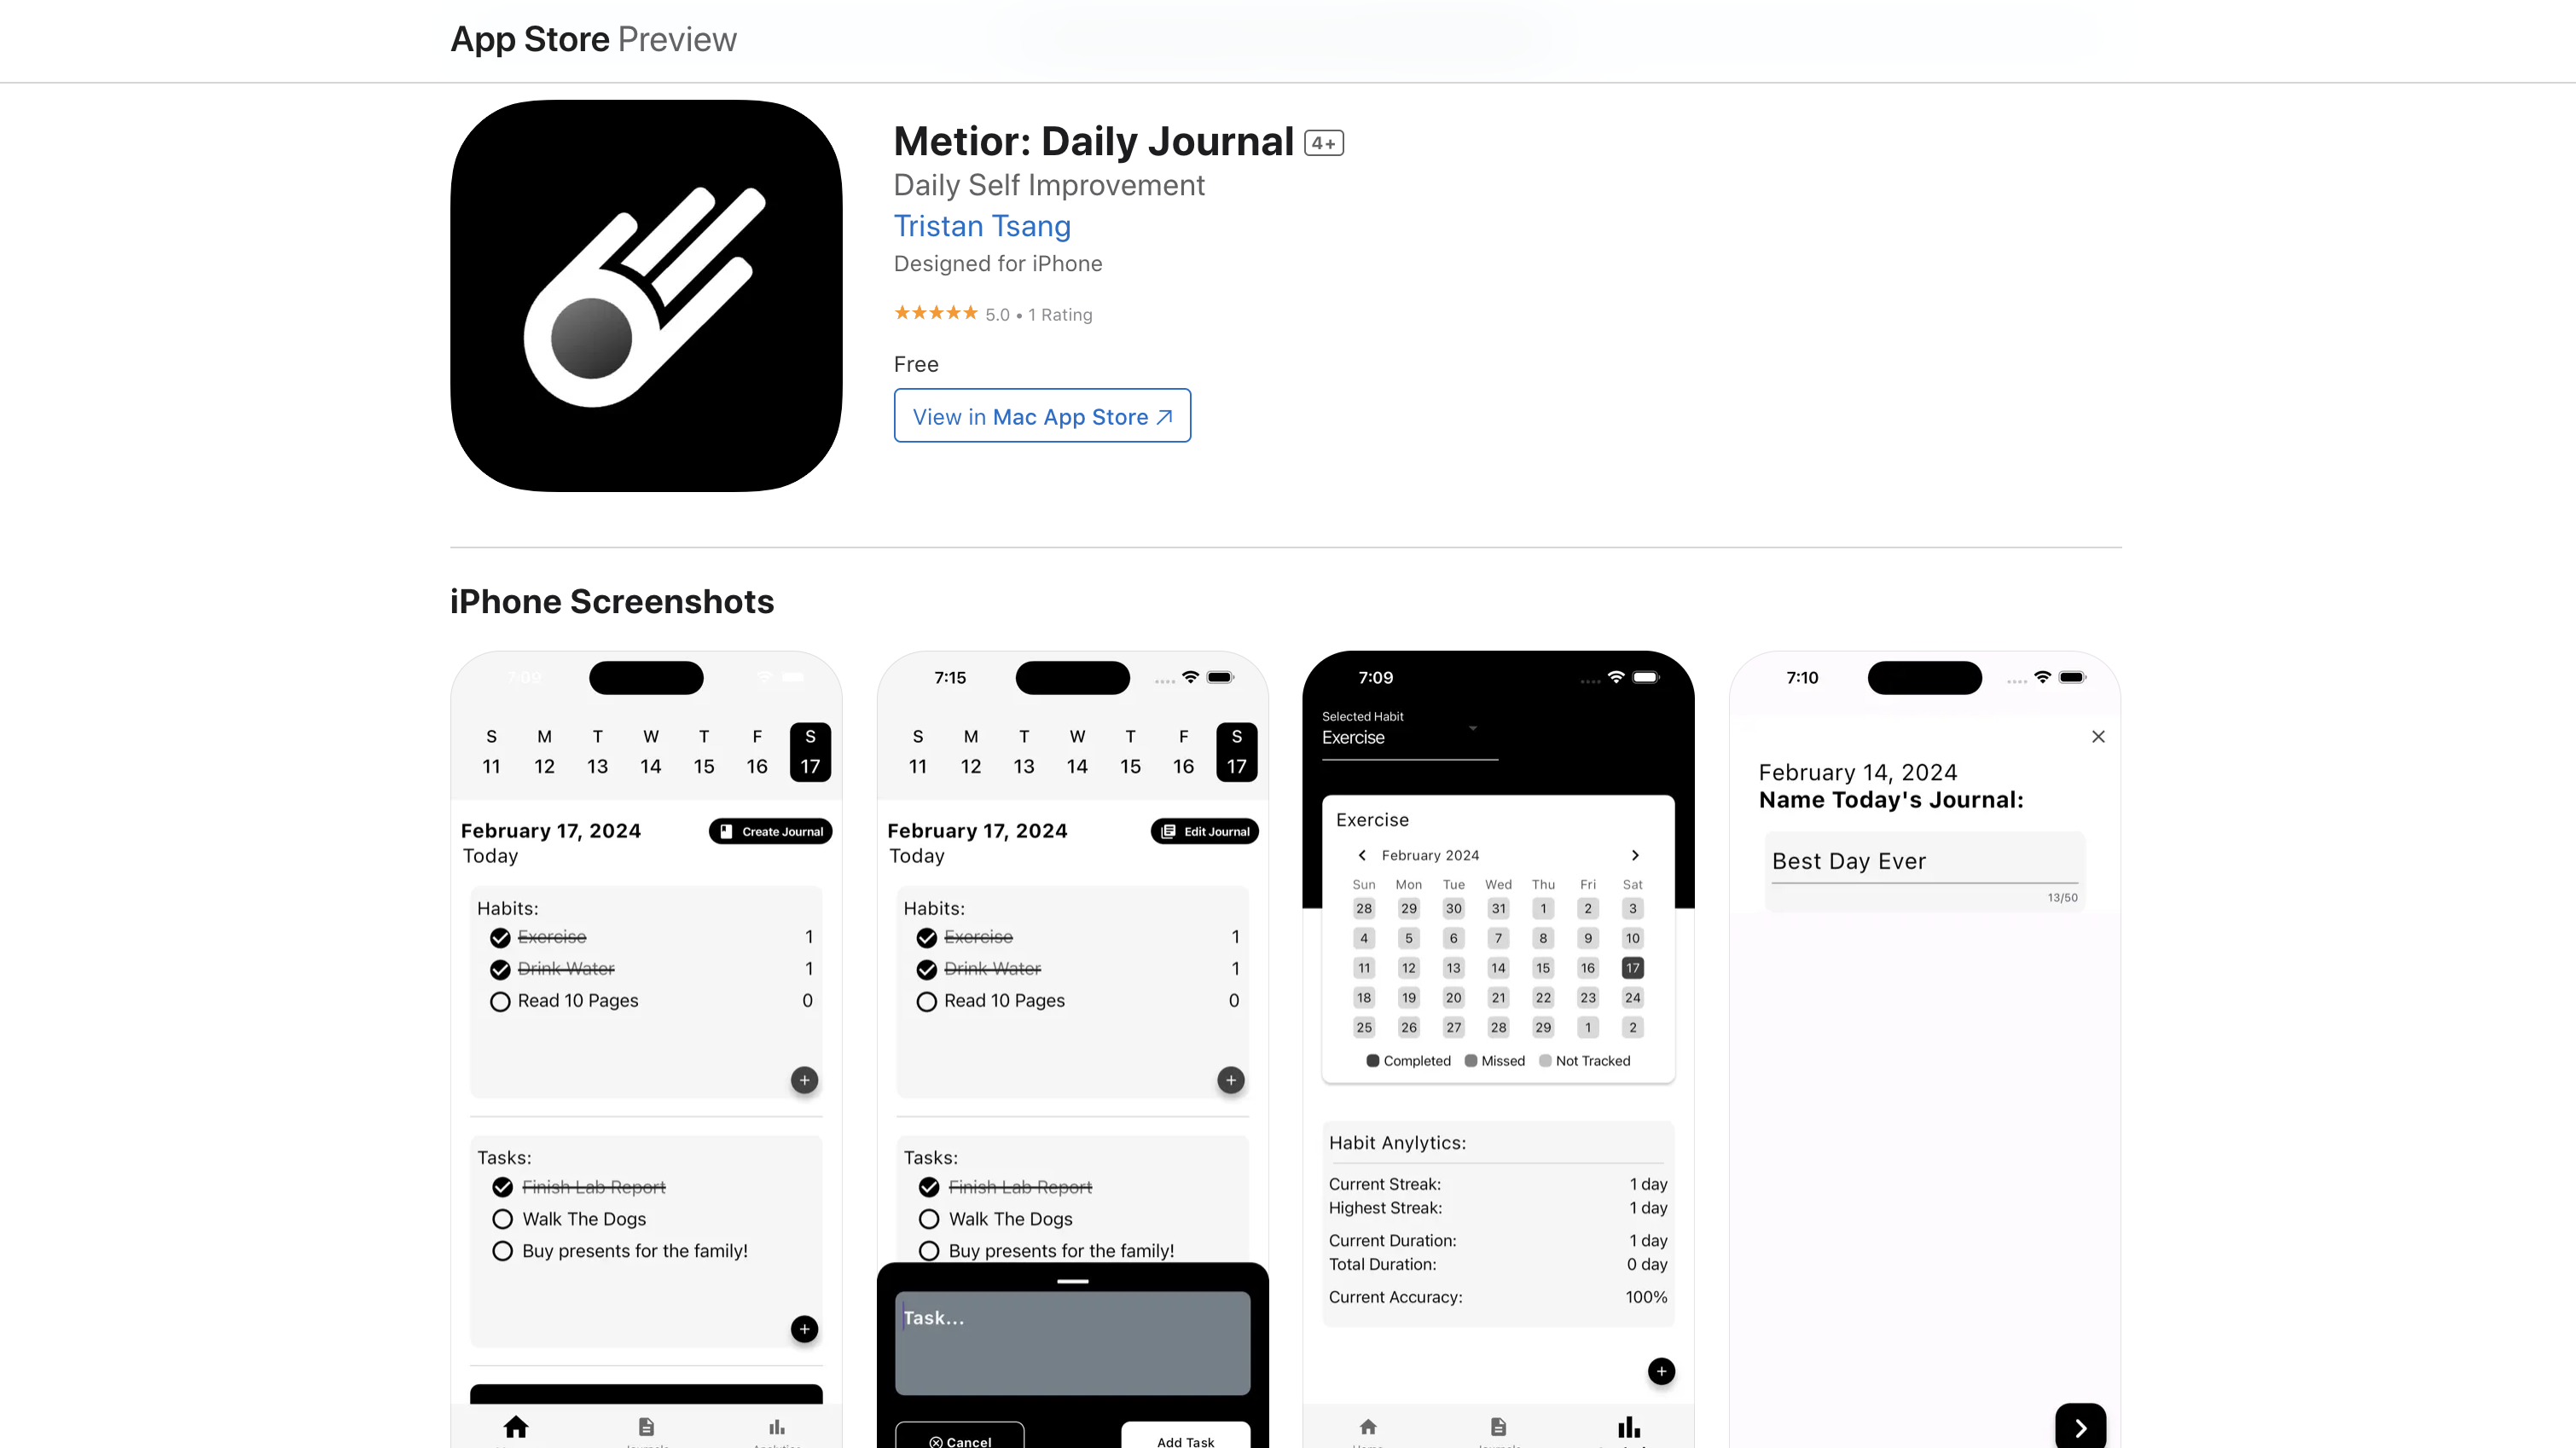 App Store Preview
Metior: Daily Journal 4+
Daily Self Improvement
Tristan Tsang
Designed for iPhone
★★★★★ 5.0 • 1 Rating
Free
View in Mac App Store ↗
iPhone Screenshots
7:09
S M T W T F S
11 12 13 14 15 16 17
February 17, 2024
Create Journal
Today
Habits:
Exercise 1
Drink Water 1
Read 10 Pages 0
+
Tasks:
Finish Lab Report
Walk The Dogs
Buy presents for the family!
+
7:15
S M T W T F S
11 12 13 14 15 16 17
February 17, 2024
Edit Journal
Today
Habits:
Exercise 1
Drink Water 1
Read 10 Pages 0
+
Tasks:
Finish Lab Report
Walk The Dogs
Buy presents for the family!
Task...
Cancel
Add Task
7:09
Selected Habit
Exercise
Exercise
February 2024
Sun Mon Tue Wed Thu Fri Sat
28 29 30 31 1 2 3
4 5 6 7 8 9 10
11 12 13 14 15 16 17
18 19 20 21 22 23 24
25 26 27 28 29 1 2
Completed Missed Not Tracked
Habit Anylytics:
Current Streak: 1 day
Highest Streak: 1 day
Current Duration: 1 day
Total Duration: 0 day
Current Accuracy: 100%
+
7:10
February 14, 2024
Name Today's Journal:
Best Day Ever
13/50